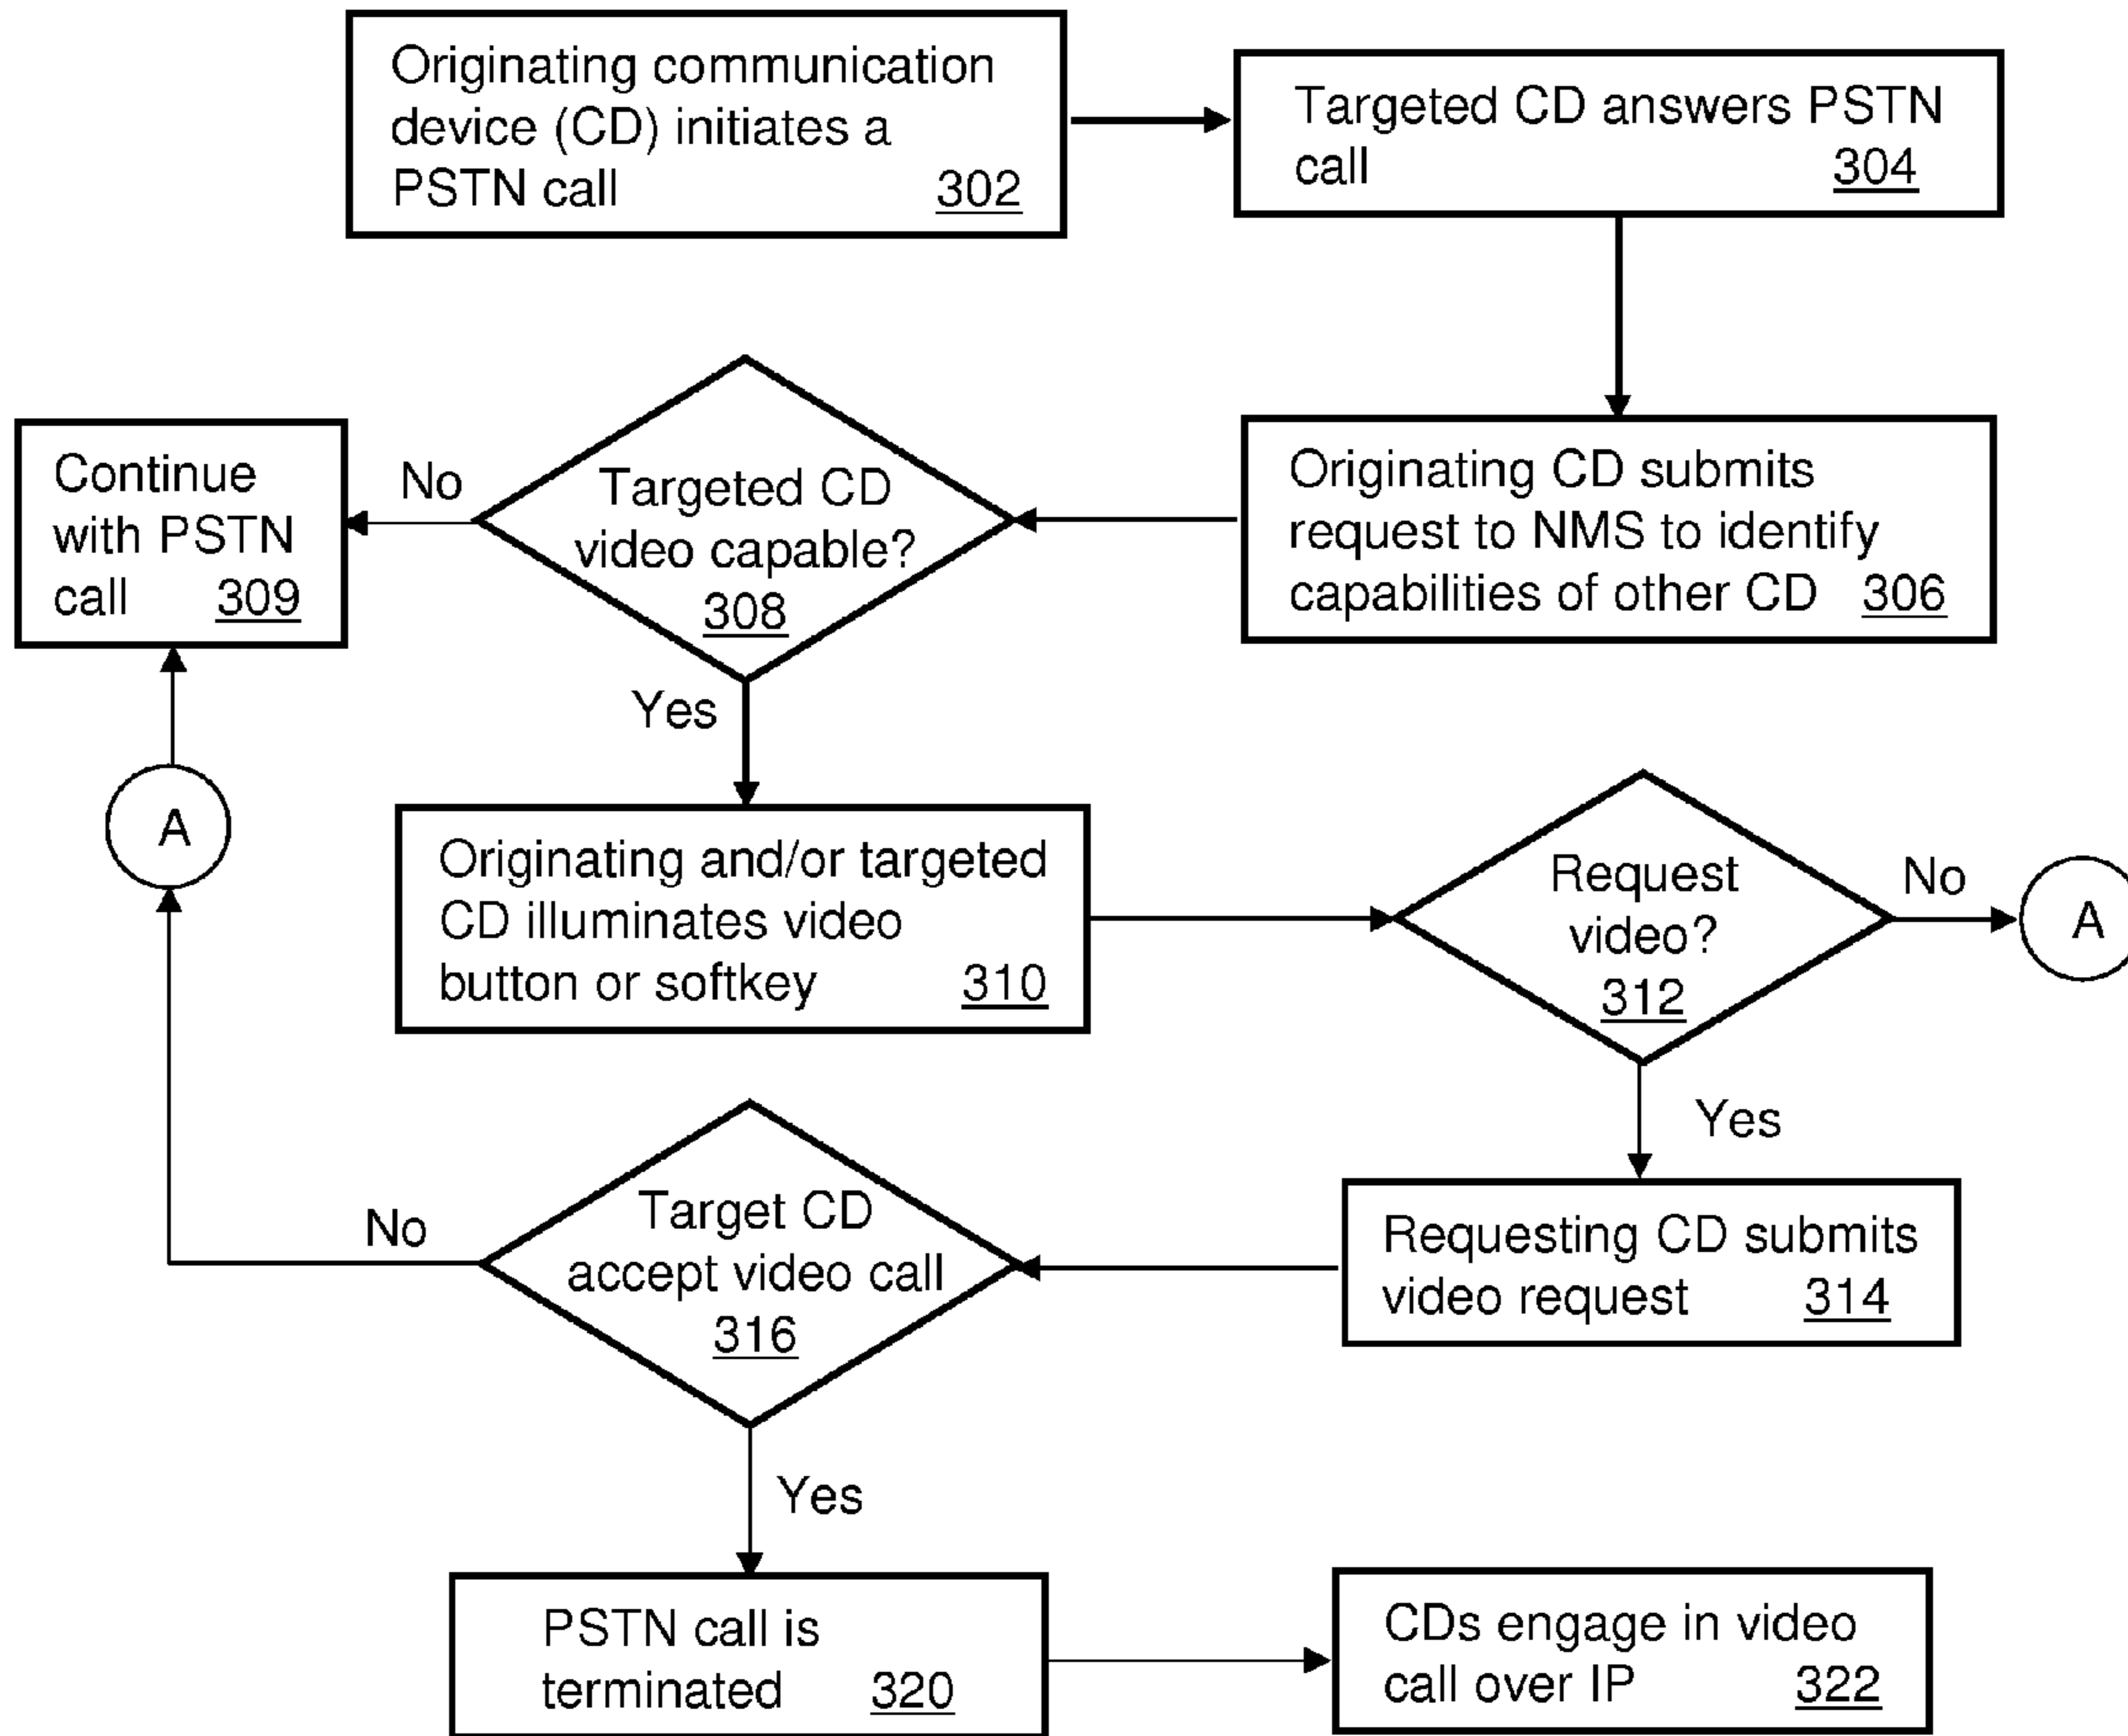 Originating communication
device (CD) initiates a
PSTN call 302
Targeted CD answers PSTN
call 304
Originating CD submits
request to NMS to identify
capabilities of other CD 306
Targeted CD
video capable?
308
No
Continue
with PSTN
call 309
Yes
A
Originating and/or targeted
CD illuminates video
button or softkey 310
Request
video?
312
No
A
Yes
Requesting CD submits
video request 314
Target CD
accept video call
316
No
Yes
PSTN call is
terminated 320
CDs engage in video
call over IP 322